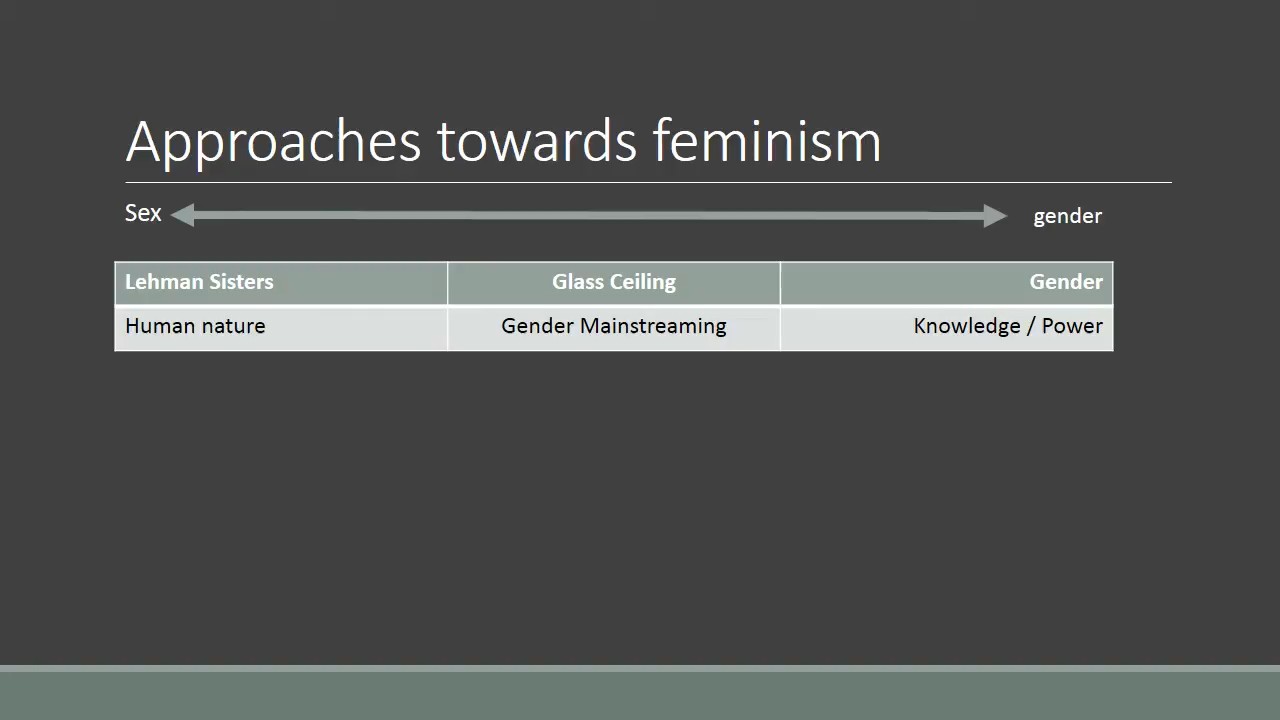 Approaches towards feminism
Sex gender
Lehman Sisters Glass Ceiling Gender
Human nature Gender Mainstreaming Knowledge / Power